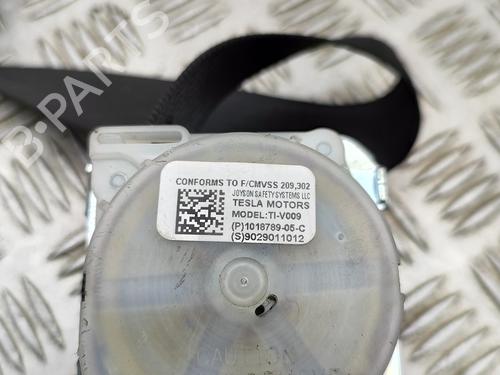 B-PARTS
CONFORMS TO F/CMVSS 209,302
JOYSON SAFETY SYSTEMS LLC
TESLA MOTORS
MODEL:TI-V009
(P)1018789-05-C
(S)9029011012
CAUTION